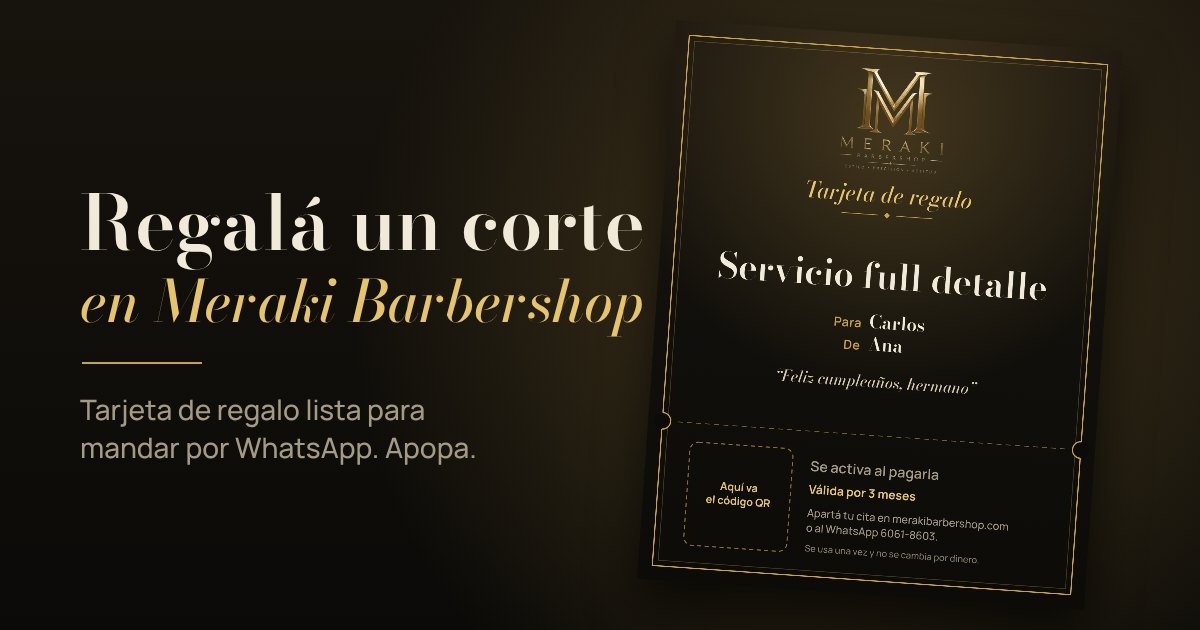 Regalá un corte
en Meraki Barbershop
Tarjeta de regalo lista para
mandar por WhatsApp. Apopa.
M
MERAKI
BARBERSHOP
Tarjeta de regalo
Servicio full detalle
Para Carlos
De Ana
"Feliz cumpleaños, hermano"
Aquí va
el código QR
Se activa al pagarla
Válida por 3 meses
Apartá tu cita en merakibarbershop.com
o al WhatsApp 6061-8603.
Se usa una vez y no se cambia por dinero